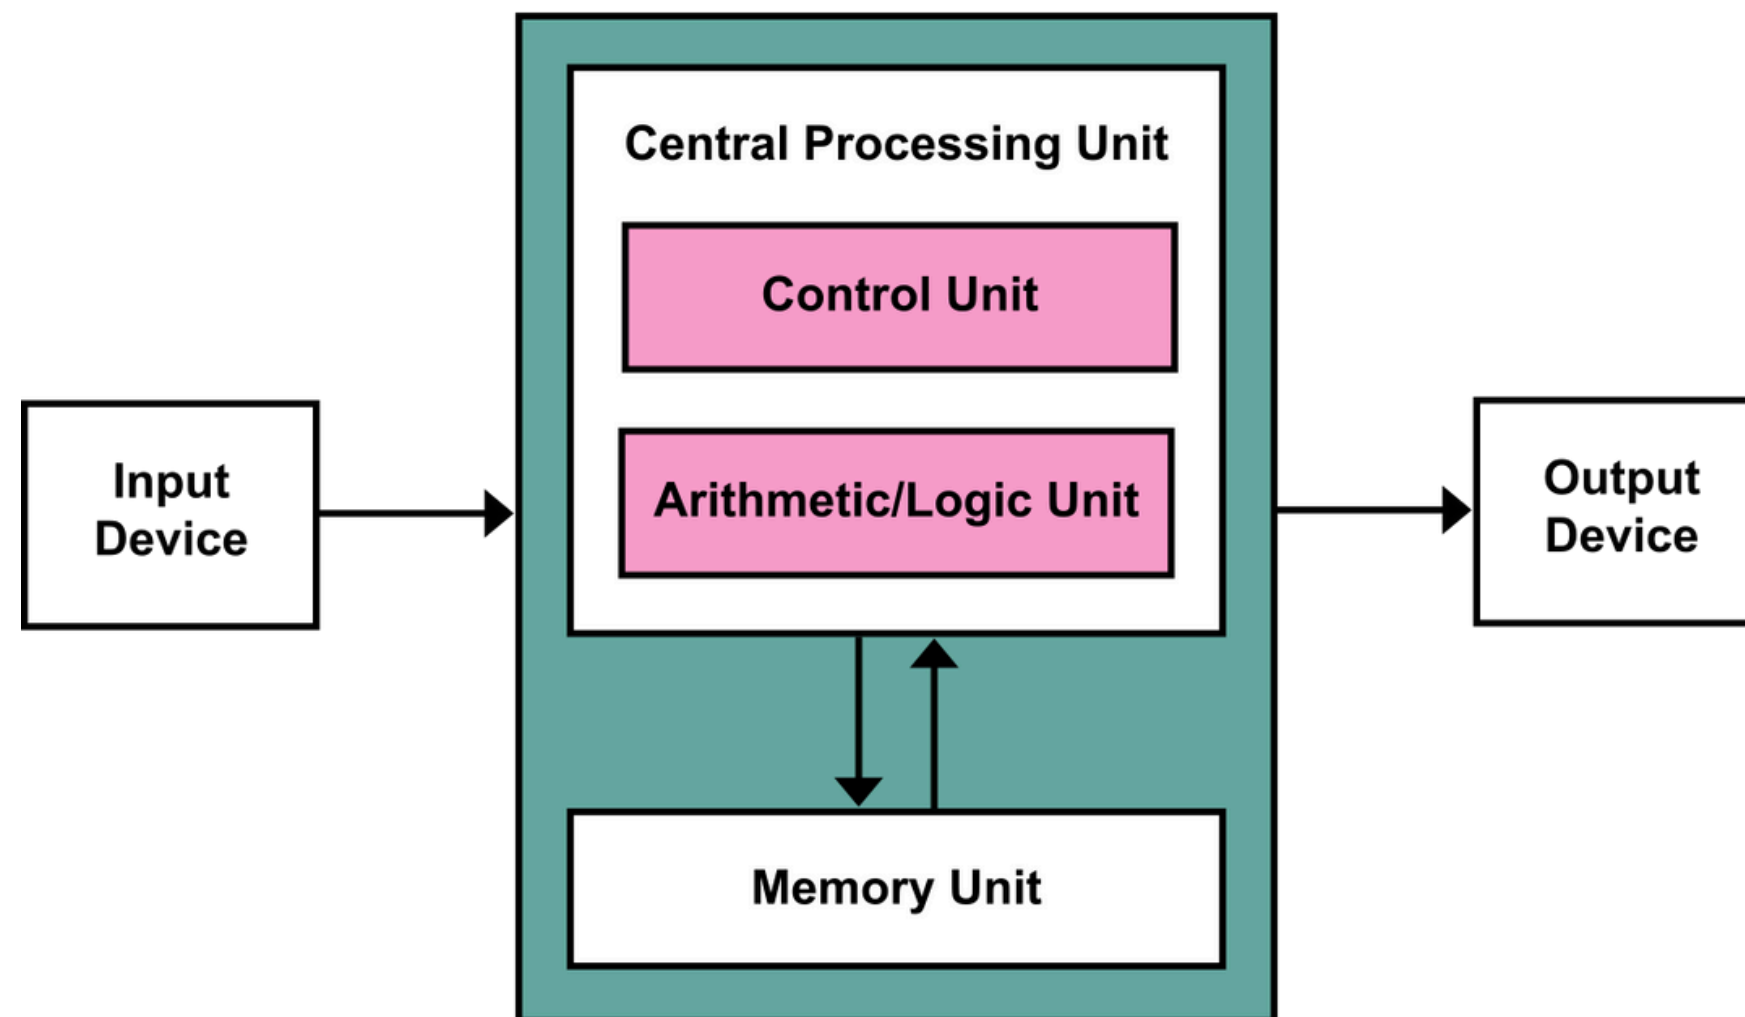 Central Processing Unit
Control Unit
Arithmetic/Logic Unit
Input
Device
Output
Device
Memory Unit